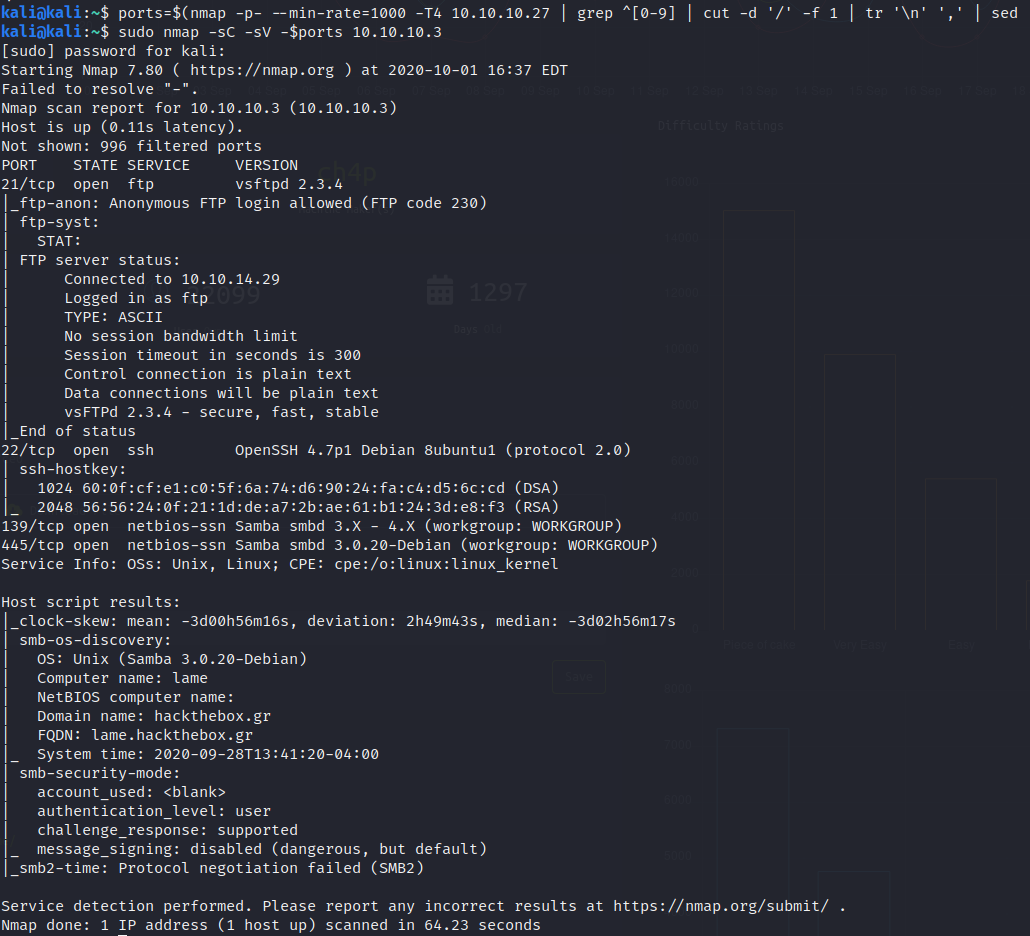 kali@kali:~$ ports=$(nmap -p- --min-rate=1000 -T4 10.10.10.27 | grep ^[0-9] | cut -d '/' -f 1 | tr '\n' ',' | sed
kali@kali:~$ sudo nmap -sC -sV -$ports 10.10.10.3
[sudo] password for kali:
Starting Nmap 7.80 ( https://nmap.org ) at 2020-10-01 16:37 EDT
Failed to resolve "-".
Nmap scan report for 10.10.10.3 (10.10.10.3)
Host is up (0.11s latency).
Not shown: 996 filtered ports
PORT    STATE SERVICE     VERSION
21/tcp  open  ftp         vsftpd 2.3.4
|_ftp-anon: Anonymous FTP login allowed (FTP code 230)
| ftp-syst:
|   STAT:
| FTP server status:
|      Connected to 10.10.14.29
|      Logged in as ftp
|      TYPE: ASCII
|      No session bandwidth limit
|      Session timeout in seconds is 300
|      Control connection is plain text
|      Data connections will be plain text
|      vsFTPd 2.3.4 - secure, fast, stable
|_End of status
22/tcp  open  ssh         OpenSSH 4.7p1 Debian 8ubuntu1 (protocol 2.0)
| ssh-hostkey:
|   1024 60:0f:cf:e1:c0:5f:6a:74:d6:90:24:fa:c4:d5:6c:cd (DSA)
|_  2048 56:56:24:0f:21:1d:de:a7:2b:ae:61:b1:24:3d:e8:f3 (RSA)
139/tcp open  netbios-ssn Samba smbd 3.X - 4.X (workgroup: WORKGROUP)
445/tcp open  netbios-ssn Samba smbd 3.0.20-Debian (workgroup: WORKGROUP)
Service Info: OSs: Unix, Linux; CPE: cpe:/o:linux:linux_kernel

Host script results:
|_clock-skew: mean: -3d00h56m16s, deviation: 2h49m43s, median: -3d02h56m17s
| smb-os-discovery:
|   OS: Unix (Samba 3.0.20-Debian)
|   Computer name: lame
|   NetBIOS computer name:
|   Domain name: hackthebox.gr
|   FQDN: lame.hackthebox.gr
|_  System time: 2020-09-28T13:41:20-04:00
| smb-security-mode:
|   account_used: <blank>
|   authentication_level: user
|   challenge_response: supported
|_  message_signing: disabled (dangerous, but default)
|_smb2-time: Protocol negotiation failed (SMB2)

Service detection performed. Please report any incorrect results at https://nmap.org/submit/ .
Nmap done: 1 IP address (1 host up) scanned in 64.23 seconds
Difficulty Ratings
ch4p
2099
1297